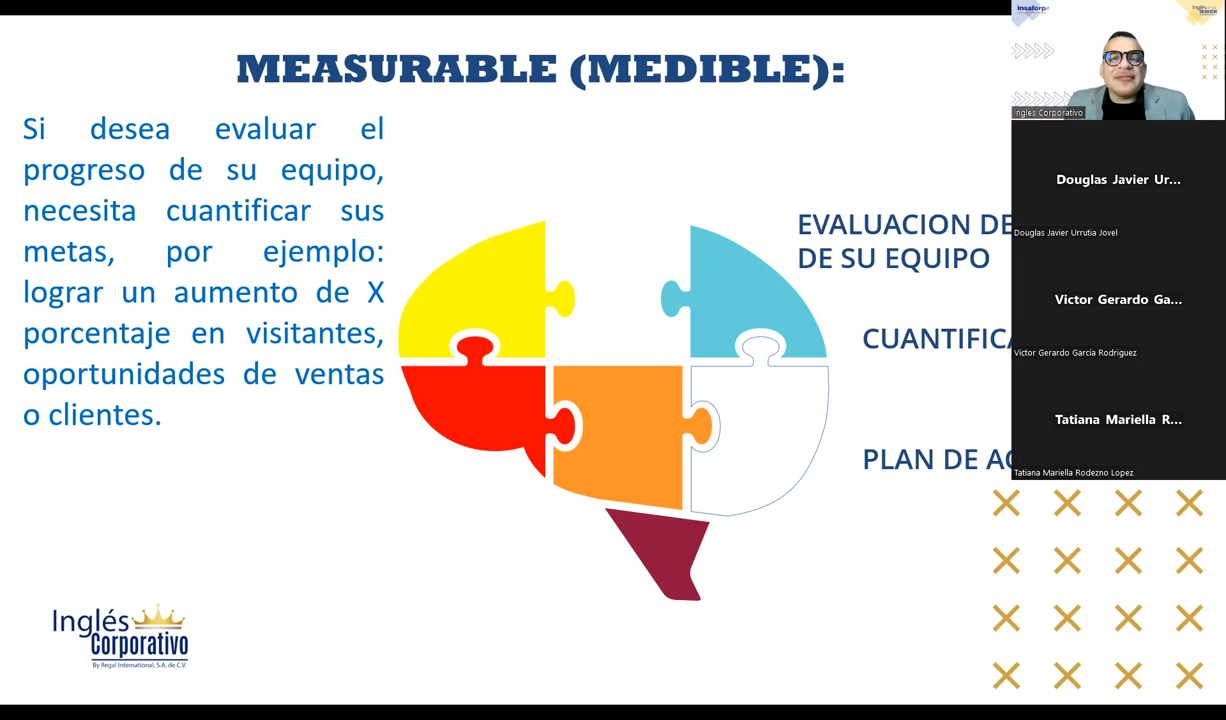 MEASURABLE (MEDIBLE):
Si desea evaluar el
progreso de su equipo,
necesita cuantificar sus
metas, por ejemplo:
lograr un aumento de X
porcentaje en visitantes,
oportunidades de ventas
o clientes.
EVALUACION DE
DE SU EQUIPO
CUANTIFICA
PLAN DE AC
Inglés
Corporativo
By Regal International, S.A. de C.V.
Insaforp
Inglés Corporativo
Douglas Javier Ur...
Douglas Javier Urrutia Jovel
Victor Gerardo Ga...
Victor Gerardo Garcia Rodriguez
Tatiana Mariella R...
Tatiana Mariella Rodezno Lopez